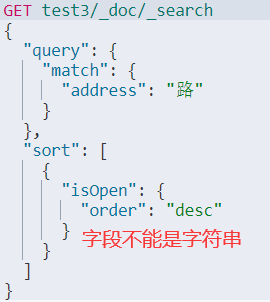 GET test3/_doc/_search
{
  "query": {
    "match": {
      "address": "路"
    }
  },
  "sort": [
    {
      "isOpen": {
        "order": "desc"
      } 字段不能是字符串
    }
  ]
}